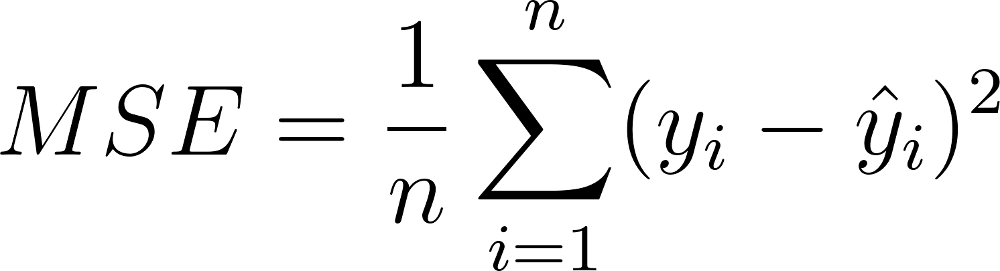 MSE = \frac{1}{n} \sum_{i=1}^{n} (y_i - \hat{y}_i)^2